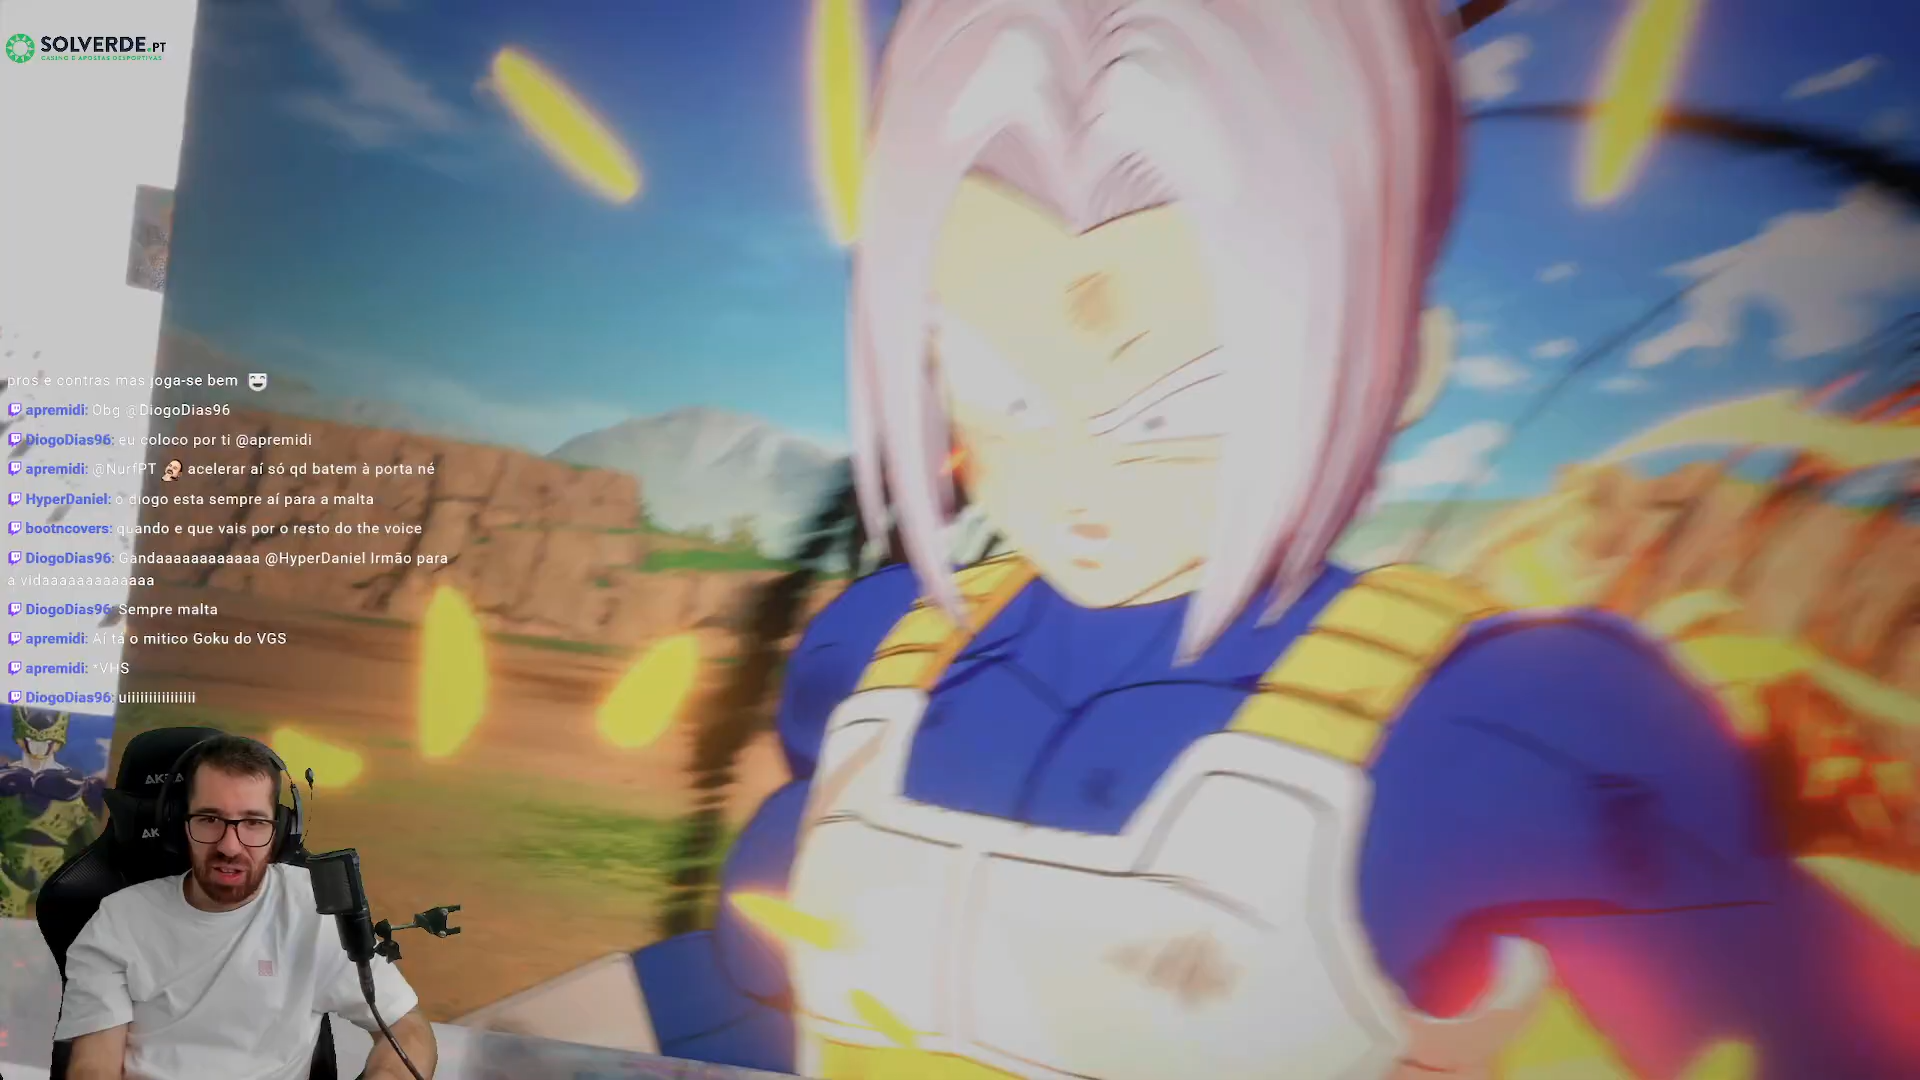 SOLVERDE.PT
CASINO E APOSTAS DESPORTIVAS
pros e contras mas joga-se bem
apremidi: Obg @DiogoDias96
DiogoDias96: eu coloco por ti @apremidi
apremidi: @NurfPT acelerar aí só qd batem à porta né
HyperDaniel: o diogo esta sempre aí para a malta
bootncovers: quando e que vais por o resto do the voice
DiogoDias96: Gandaaaaaaaaaaaa @HyperDaniel Irmão para
a vidaaaaaaaaaaaaa
DiogoDias96: Sempre malta
apremidi: Aí tá o mitico Goku do VGS
apremidi: *VHS
DiogoDias96: uiiiiiiiiiiiiiiii